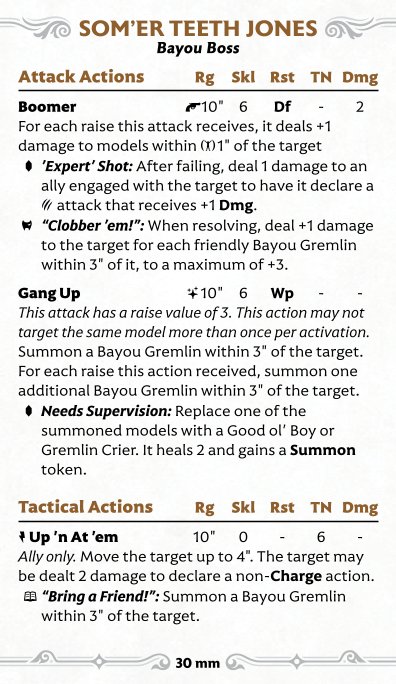 SOM'ER TEETH JONES
Bayou Boss
Attack Actions Rg Skl Rst TN Dmg
Boomer 10" 6 Df - 2
For each raise this attack receives, it deals +1
damage to models within 1" of the target
'Expert' Shot: After failing, deal 1 damage to an
ally engaged with the target to have it declare a
attack that receives +1 Dmg.
"Clobber 'em!": When resolving, deal +1 damage
to the target for each friendly Bayou Gremlin
within 3" of it, to a maximum of +3.
Gang Up 10" 6 Wp - -
This attack has a raise value of 3. This action may not
target the same model more than once per activation.
Summon a Bayou Gremlin within 3" of the target.
For each raise this action received, summon one
additional Bayou Gremlin within 3" of the target.
Needs Supervision: Replace one of the
summoned models with a Good ol' Boy or
Gremlin Crier. It heals 2 and gains a Summon
token.
Tactical Actions Rg Skl Rst TN Dmg
Up 'n At 'em 10" 0 - 6 -
Ally only. Move the target up to 4". The target may
be dealt 2 damage to declare a non-Charge action.
"Bring a Friend!": Summon a Bayou Gremlin
within 3" of the target.
30 mm